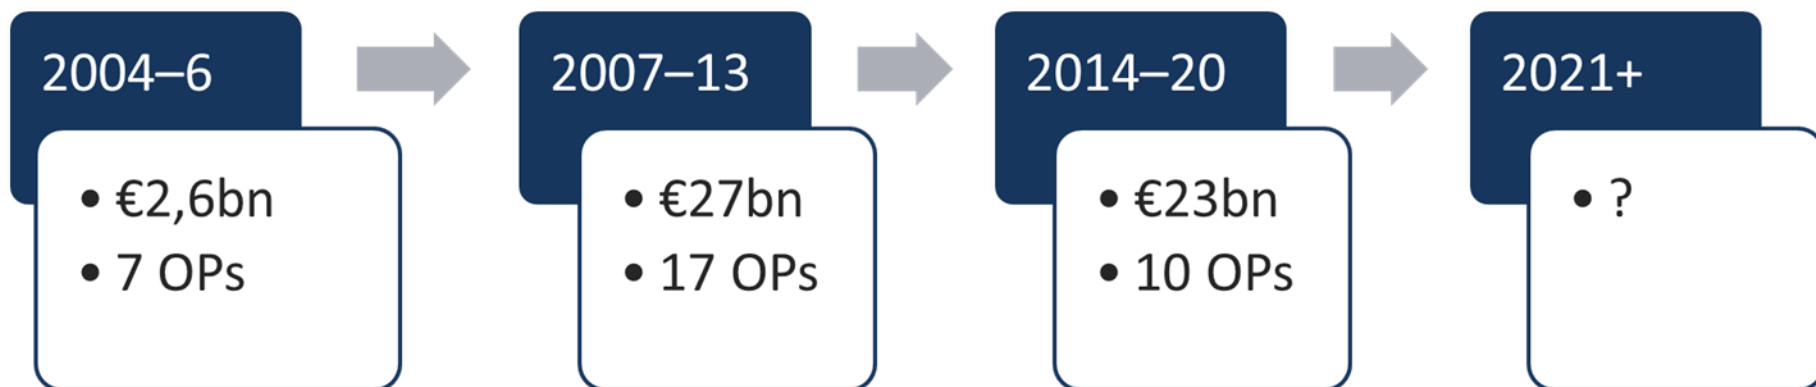 2004–6
• €2,6bn
• 7 OPs
2007–13
• €27bn
• 17 OPs
2014–20
• €23bn
• 10 OPs
2021+
• ?